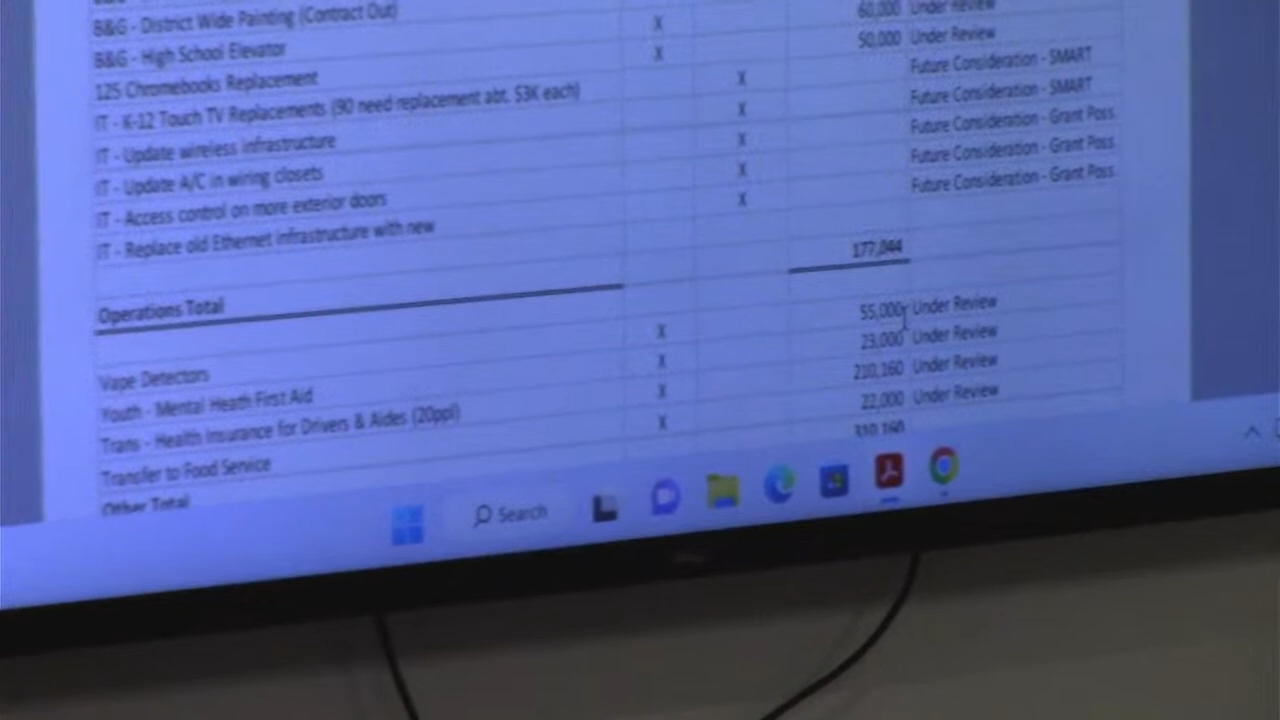 B&G - District Wide Painting (Contract Out)
B&G - High School Elevator X 60,000 Under Review
125 Chromebooks Replacement X 50,000 Under Review
IT - K-12 Touch TV Replacements (90 need replacement abt. $3K each) X Future Consideration - SMART
IT - Update wireless infrastructure X Future Consideration - SMART
IT - Update A/C in wiring closets X Future Consideration - Grant Poss.
IT - Access control on more exterior doors X Future Consideration - Grant Poss.
IT - Replace old Ethernet infrastructure with new X Future Consideration - Grant Poss.
Operations Total 177,044
Vape Detectors X 55,000 Under Review
Youth - Mental Heath First Aid X 23,000 Under Review
Trans - Health Insurance for Drivers & Aides (20ppl) X 210,160 Under Review
Transfer to Food Service X 22,000 Under Review
Other Total 310,160
Search